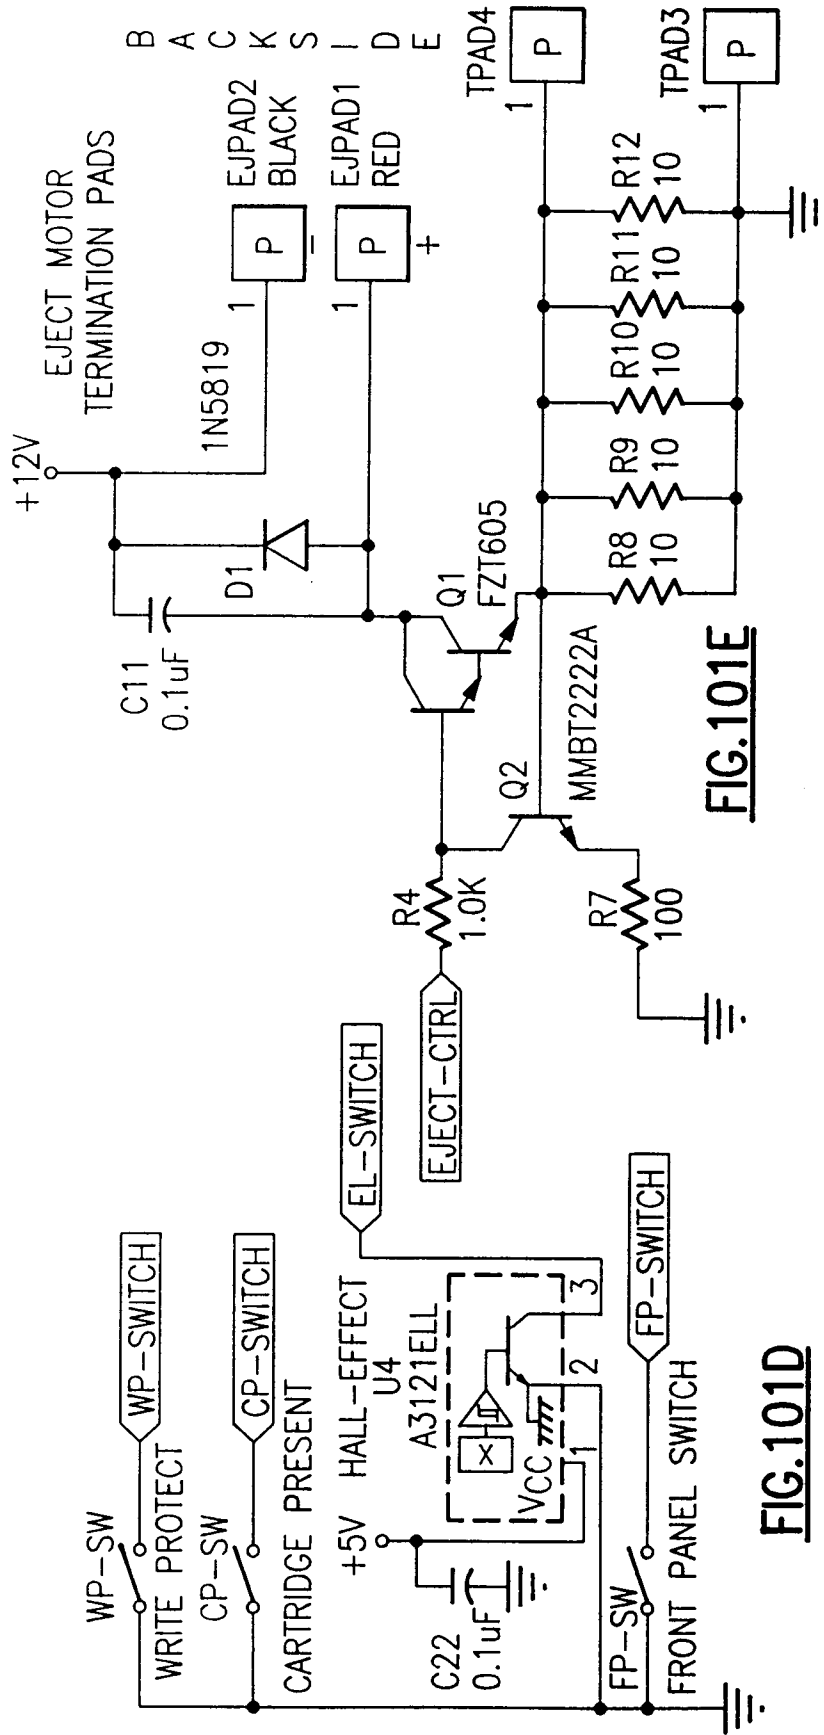 WP-SW
WRITE PROTECT
WP-SWITCH
CP-SW
CARTRIDGE PRESENT
CP-SWITCH
+5V
HALL-EFFECT
U4
A3121ELL
EL-SWITCH
C22
0.1uF
X
VCC
1
2
3
FP-SW
FRONT PANEL SWITCH
FP-SWITCH
FIG.101D
+12V
EJECT MOTOR
TERMINATION PADS
C11
0.1uF
D1
1N5819
1
P
−
EJPAD2
BLACK
1
P
+
EJPAD1
RED
B
A
C
K
S
I
D
E
EJECT-CTRL
R4
1.0K
Q1
FZT605
Q2
MMBT2222A
R7
100
R8
10
R9
10
R10
10
R11
10
R12
10
1
TPAD4
P
1
TPAD3
P
FIG.101E